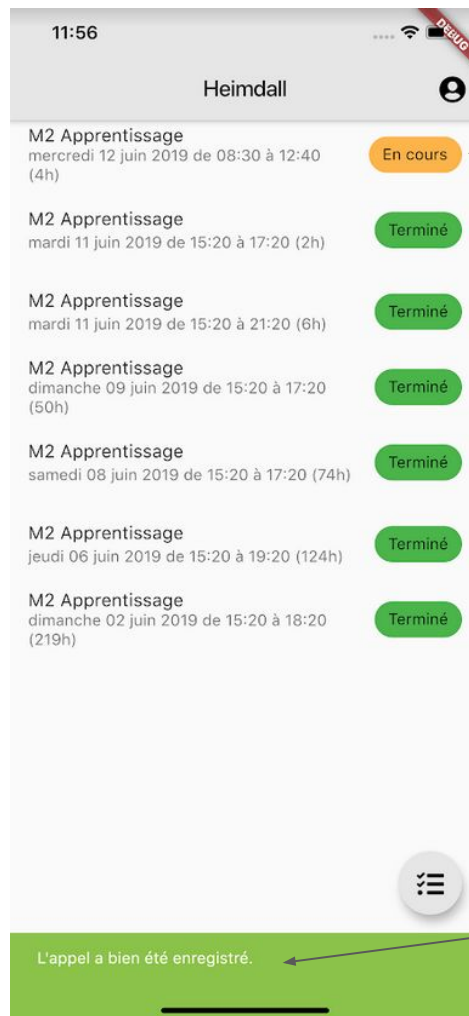 11:56
DEBUG
Heimdall
M2 Apprentissage
mercredi 12 juin 2019 de 08:30 à 12:40
(4h)
En cours
M2 Apprentissage
mardi 11 juin 2019 de 15:20 à 17:20 (2h)
Terminé
M2 Apprentissage
mardi 11 juin 2019 de 15:20 à 21:20 (6h)
Terminé
M2 Apprentissage
dimanche 09 juin 2019 de 15:20 à 17:20
(50h)
Terminé
M2 Apprentissage
samedi 08 juin 2019 de 15:20 à 17:20 (74h)
Terminé
M2 Apprentissage
jeudi 06 juin 2019 de 15:20 à 19:20 (124h)
Terminé
M2 Apprentissage
dimanche 02 juin 2019 de 15:20 à 18:20
(219h)
Terminé
L'appel a bien été enregistré.